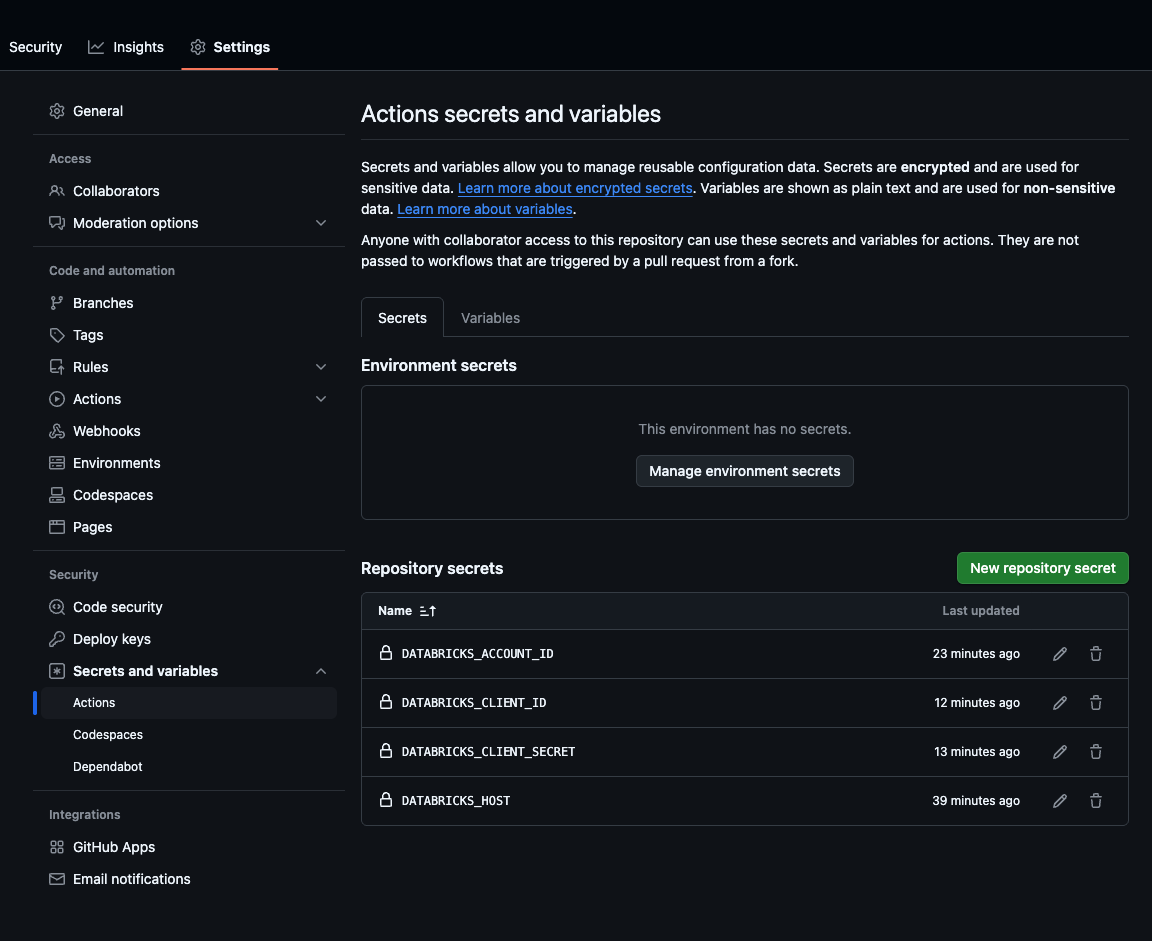 Security Insights Settings
General
Access
Collaborators
Moderation options
Code and automation
Branches
Tags
Rules
Actions
Webhooks
Environments
Codespaces
Pages
Security
Code security
Deploy keys
Secrets and variables
Actions
Codespaces
Dependabot
Integrations
GitHub Apps
Email notifications
Actions secrets and variables
Secrets and variables allow you to manage reusable configuration data. Secrets are encrypted and are used for
sensitive data. Learn more about encrypted secrets. Variables are shown as plain text and are used for non-sensitive
data. Learn more about variables.
Anyone with collaborator access to this repository can use these secrets and variables for actions. They are not
passed to workflows that are triggered by a pull request from a fork.
Secrets Variables
Environment secrets
This environment has no secrets.
Manage environment secrets
Repository secrets New repository secret
Name Last updated
DATABRICKS_ACCOUNT_ID 23 minutes ago
DATABRICKS_CLIENT_ID 12 minutes ago
DATABRICKS_CLIENT_SECRET 13 minutes ago
DATABRICKS_HOST 39 minutes ago